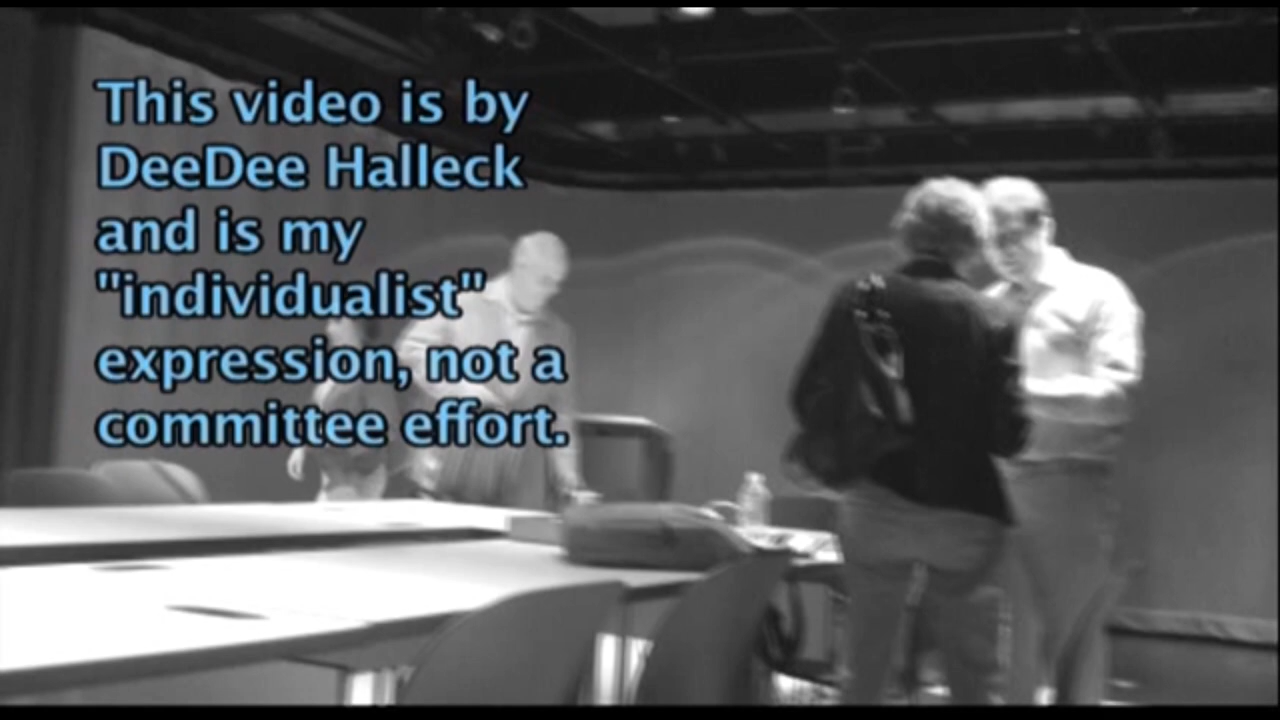 This video is by
DeeDee Halleck
and is my
"individualist"
expression, not a
committee effort.